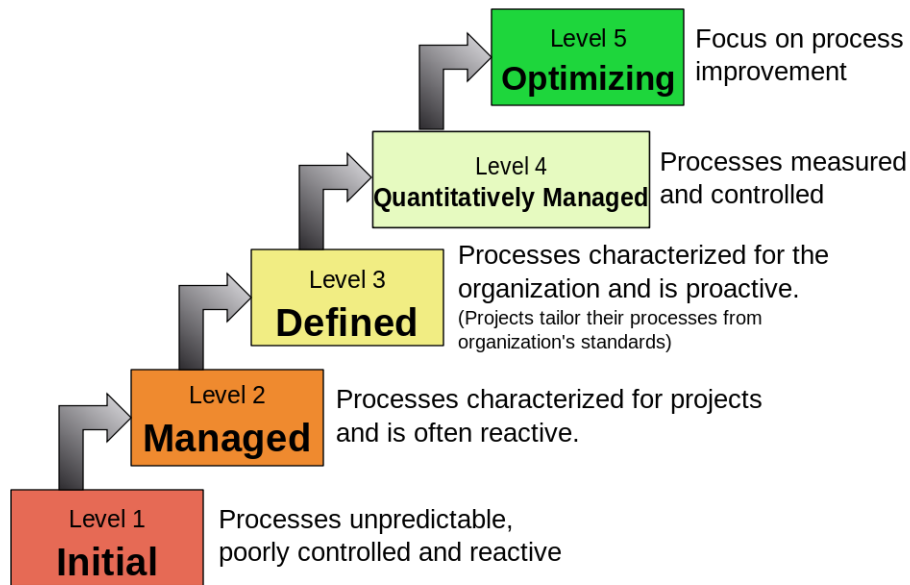 Level 5
Optimizing
Focus on process
improvement
Level 4
Quantitatively Managed
Processes measured
and controlled
Level 3
Defined
Processes characterized for the
organization and is proactive.
(Projects tailor their processes from
organization's standards)
Level 2
Managed
Processes characterized for projects
and is often reactive.
Level 1
Initial
Processes unpredictable,
poorly controlled and reactive